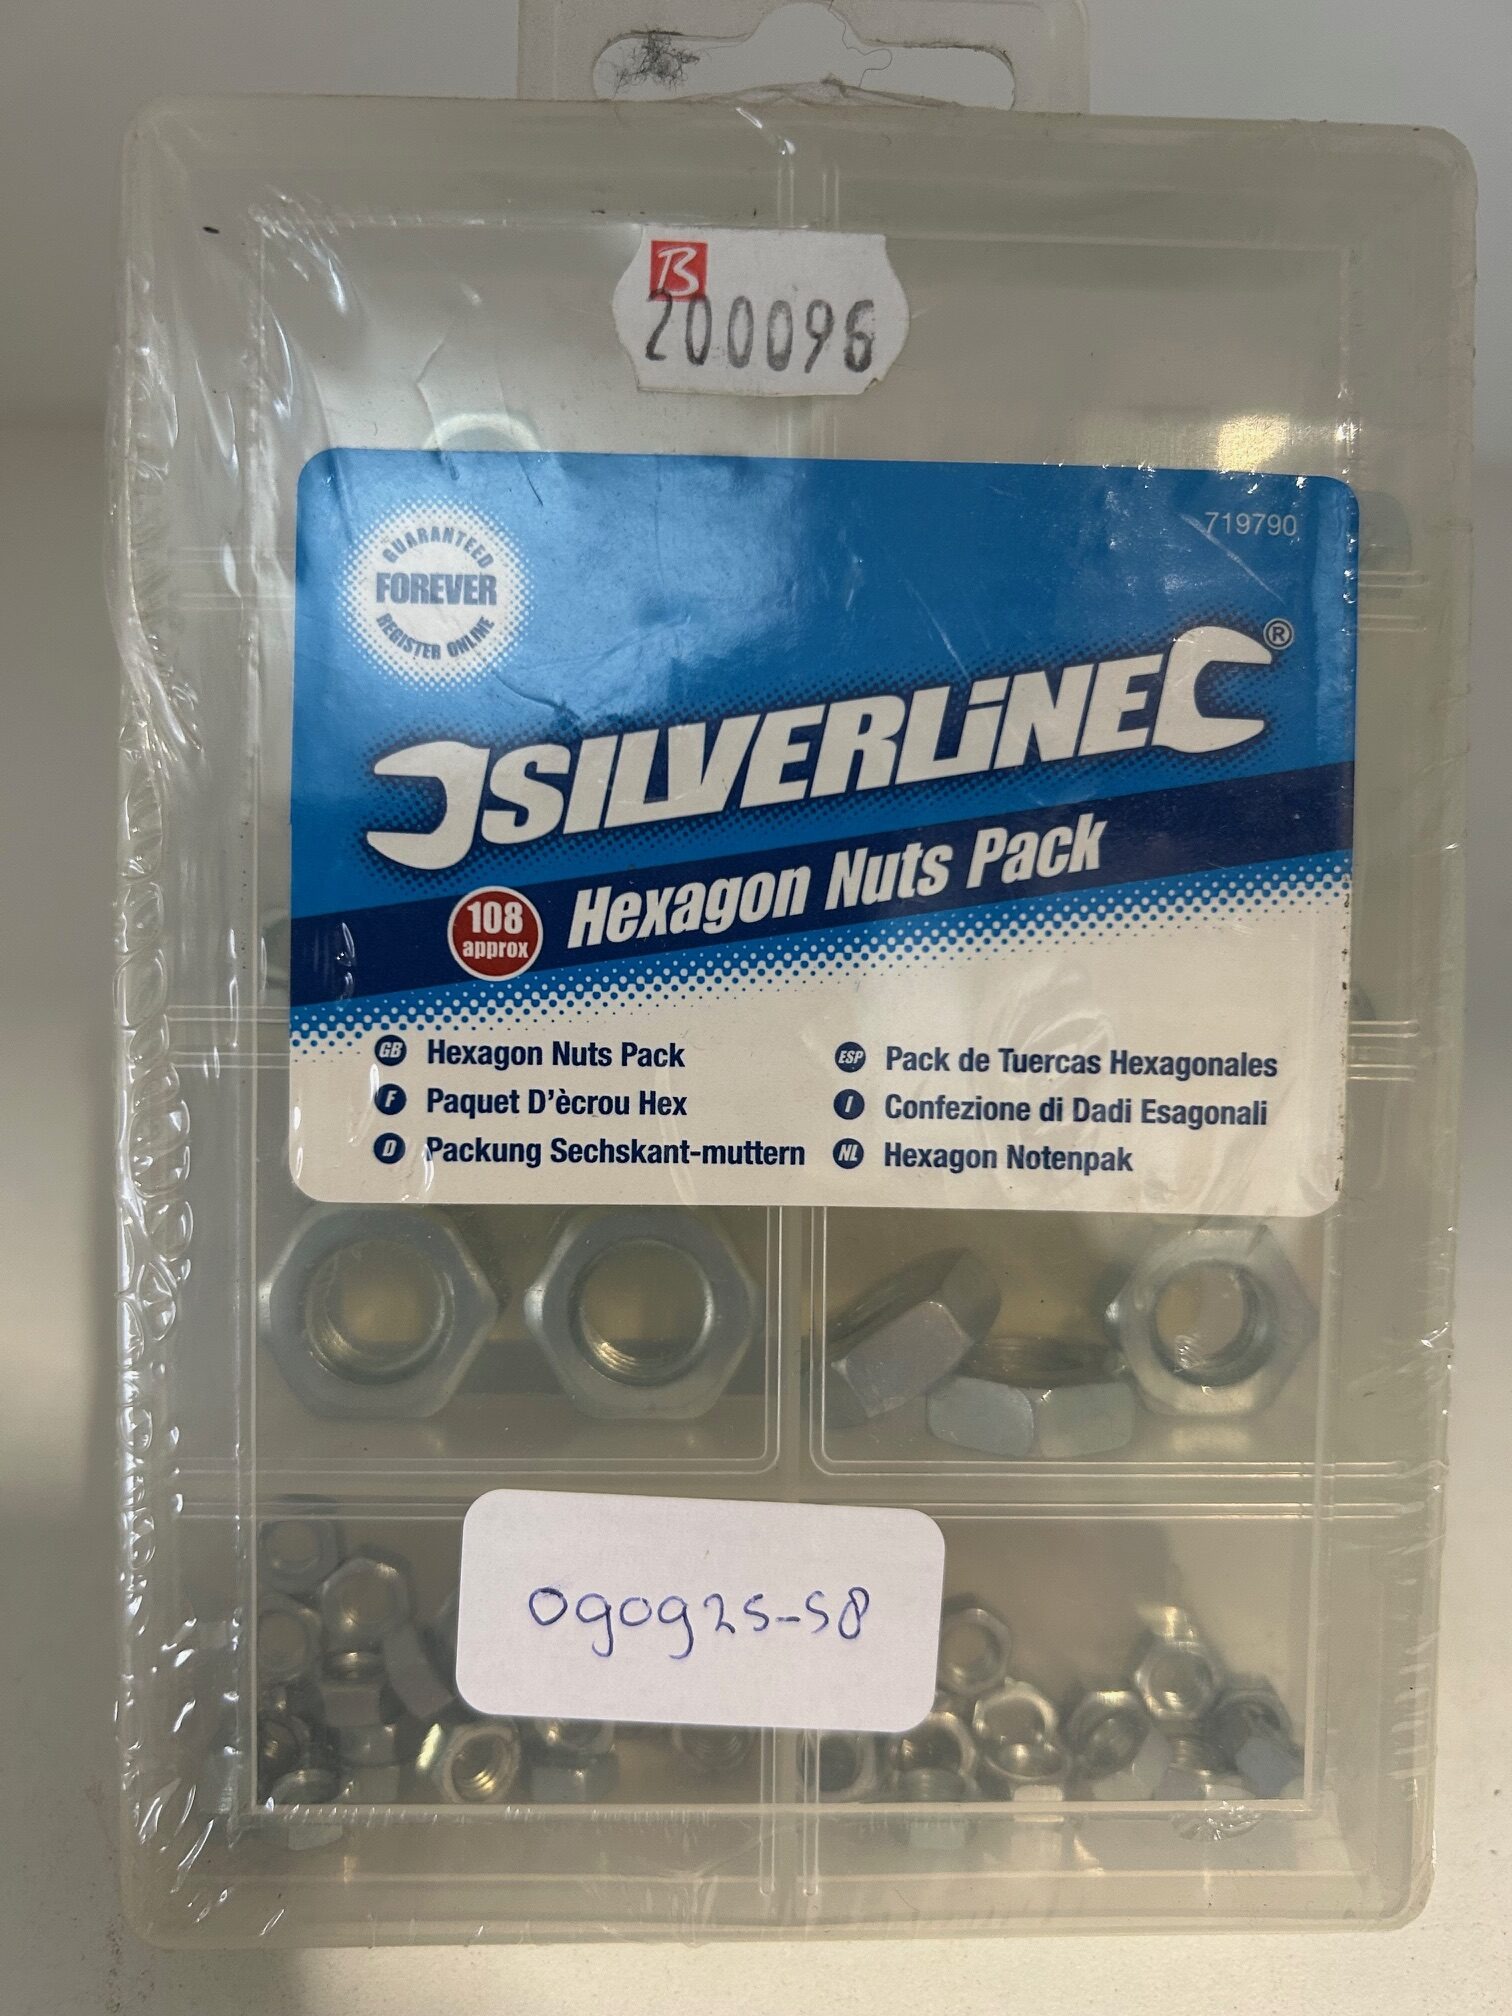 B
200096
719790
GUARANTEED
FOREVER
REGISTER ONLINE
SILVERLiNE®
108
approx
Hexagon Nuts Pack
GB Hexagon Nuts Pack
F Paquet D'ècrou Hex
D Packung Sechskant-muttern
ESP Pack de Tuercas Hexagonales
I Confezione di Dadi Esagonali
NL Hexagon Notenpak
090925-58